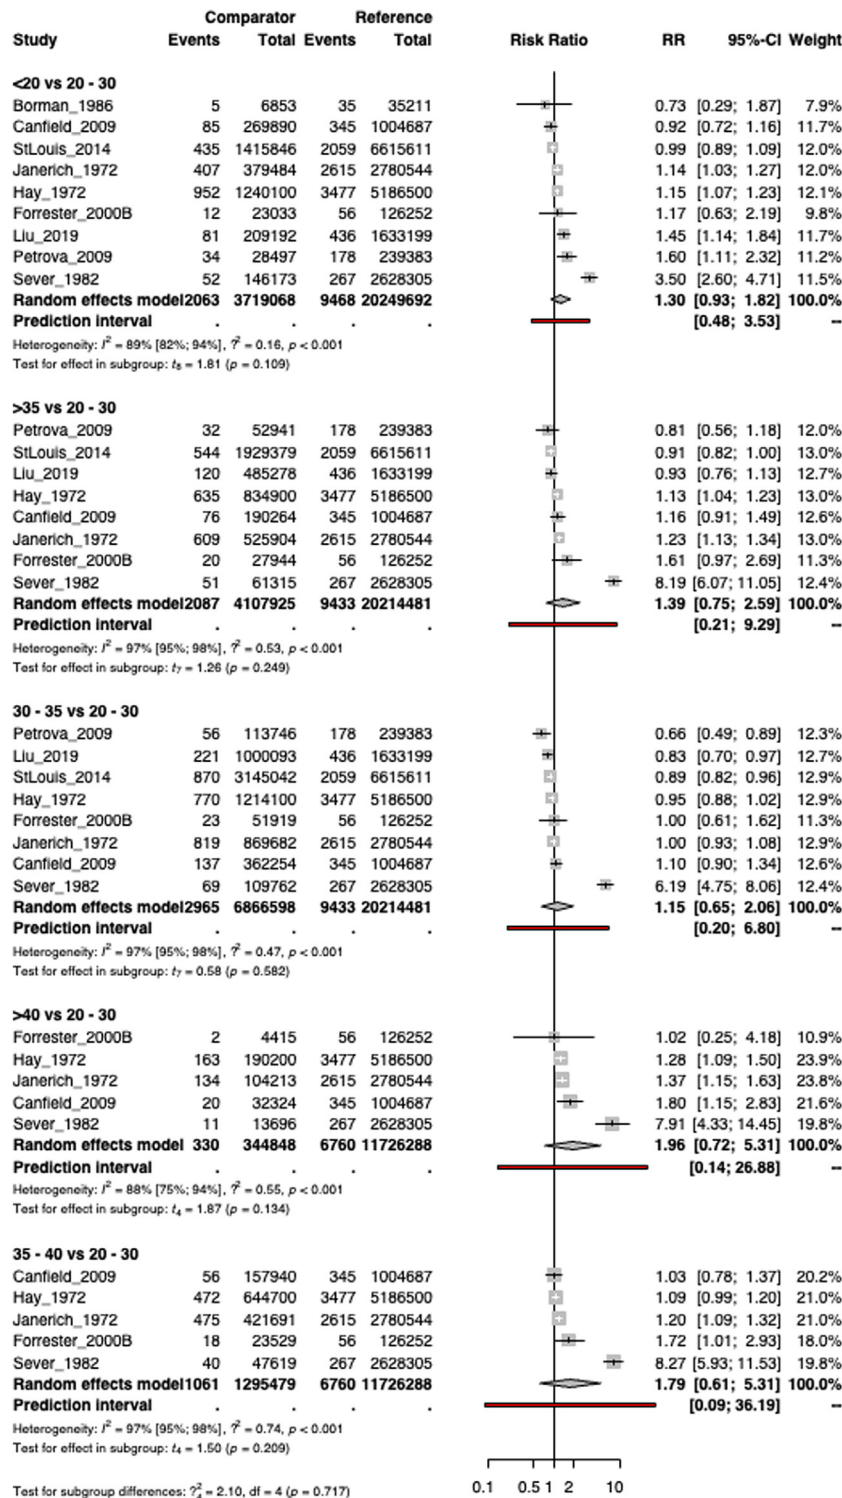 Comparator Reference
Study Events Total Events Total Risk Ratio RR 95%-CI Weight
<20 vs 20 - 30
Borman_1986 5 6853 35 35211 0.73 [0.29; 1.87] 7.9%
Canfield_2009 85 269890 345 1004687 0.92 [0.72; 1.16] 11.7%
StLouis_2014 435 1415846 2059 6615611 0.99 [0.89; 1.09] 12.0%
Janerich_1972 407 379484 2615 2780544 1.14 [1.03; 1.27] 12.0%
Hay_1972 952 1240100 3477 5186500 1.15 [1.07; 1.23] 12.1%
Forrester_2000B 12 23033 56 126252 1.17 [0.63; 2.19] 9.8%
Liu_2019 81 209192 436 1633199 1.45 [1.14; 1.84] 11.7%
Petrova_2009 34 28497 178 239383 1.60 [1.11; 2.32] 11.2%
Sever_1982 52 146173 267 2628305 3.50 [2.60; 4.71] 11.5%
Random effects model2063 3719068 9468 20249692 1.30 [0.93; 1.82] 100.0%
Prediction interval . . . . [0.48; 3.53] --
Heterogeneity: I² = 89% [82%; 94%], ?² = 0.16, p < 0.001
Test for effect in subgroup: t₈ = 1.81 (p = 0.109)
>35 vs 20 - 30
Petrova_2009 32 52941 178 239383 0.81 [0.56; 1.18] 12.0%
StLouis_2014 544 1929379 2059 6615611 0.91 [0.82; 1.00] 13.0%
Liu_2019 120 485278 436 1633199 0.93 [0.76; 1.13] 12.7%
Hay_1972 635 834900 3477 5186500 1.13 [1.04; 1.23] 13.0%
Canfield_2009 76 190264 345 1004687 1.16 [0.91; 1.49] 12.6%
Janerich_1972 609 525904 2615 2780544 1.23 [1.13; 1.34] 13.0%
Forrester_2000B 20 27944 56 126252 1.61 [0.97; 2.69] 11.3%
Sever_1982 51 61315 267 2628305 8.19 [6.07; 11.05] 12.4%
Random effects model2087 4107925 9433 20214481 1.39 [0.75; 2.59] 100.0%
Prediction interval . . . . [0.21; 9.29] --
Heterogeneity: I² = 97% [95%; 98%], ?² = 0.53, p < 0.001
Test for effect in subgroup: t₇ = 1.26 (p = 0.249)
30 - 35 vs 20 - 30
Petrova_2009 56 113746 178 239383 0.66 [0.49; 0.89] 12.3%
Liu_2019 221 1000093 436 1633199 0.83 [0.70; 0.97] 12.7%
StLouis_2014 870 3145042 2059 6615611 0.89 [0.82; 0.96] 12.9%
Hay_1972 770 1214100 3477 5186500 0.95 [0.88; 1.02] 12.9%
Forrester_2000B 23 51919 56 126252 1.00 [0.61; 1.62] 11.3%
Janerich_1972 819 869682 2615 2780544 1.00 [0.93; 1.08] 12.9%
Canfield_2009 137 362254 345 1004687 1.10 [0.90; 1.34] 12.6%
Sever_1982 69 109762 267 2628305 6.19 [4.75; 8.06] 12.4%
Random effects model2965 6866598 9433 20214481 1.15 [0.65; 2.06] 100.0%
Prediction interval . . . . [0.20; 6.80] --
Heterogeneity: I² = 97% [95%; 98%], ?² = 0.47, p < 0.001
Test for effect in subgroup: t₇ = 0.58 (p = 0.582)
>40 vs 20 - 30
Forrester_2000B 2 4415 56 126252 1.02 [0.25; 4.18] 10.9%
Hay_1972 163 190200 3477 5186500 1.28 [1.09; 1.50] 23.9%
Janerich_1972 134 104213 2615 2780544 1.37 [1.15; 1.63] 23.8%
Canfield_2009 20 32324 345 1004687 1.80 [1.15; 2.83] 21.6%
Sever_1982 11 13696 267 2628305 7.91 [4.33; 14.45] 19.8%
Random effects model 330 344848 6760 11726288 1.96 [0.72; 5.31] 100.0%
Prediction interval . . . . [0.14; 26.88] --
Heterogeneity: I² = 88% [75%; 94%], ?² = 0.55, p < 0.001
Test for effect in subgroup: t₄ = 1.87 (p = 0.134)
35 - 40 vs 20 - 30
Canfield_2009 56 157940 345 1004687 1.03 [0.78; 1.37] 20.2%
Hay_1972 472 644700 3477 5186500 1.09 [0.99; 1.20] 21.0%
Janerich_1972 475 421691 2615 2780544 1.20 [1.09; 1.32] 21.0%
Forrester_2000B 18 23529 56 126252 1.72 [1.01; 2.93] 18.0%
Sever_1982 40 47619 267 2628305 8.27 [5.93; 11.53] 19.8%
Random effects model1061 1295479 6760 11726288 1.79 [0.61; 5.31] 100.0%
Prediction interval . . . . [0.09; 36.19] --
Heterogeneity: I² = 97% [95%; 98%], ?² = 0.74, p < 0.001
Test for effect in subgroup: t₄ = 1.50 (p = 0.209)
0.1 0.5 1 2 10
Test for subgroup differences: ?²₄ = 2.10, df = 4 (p = 0.717)